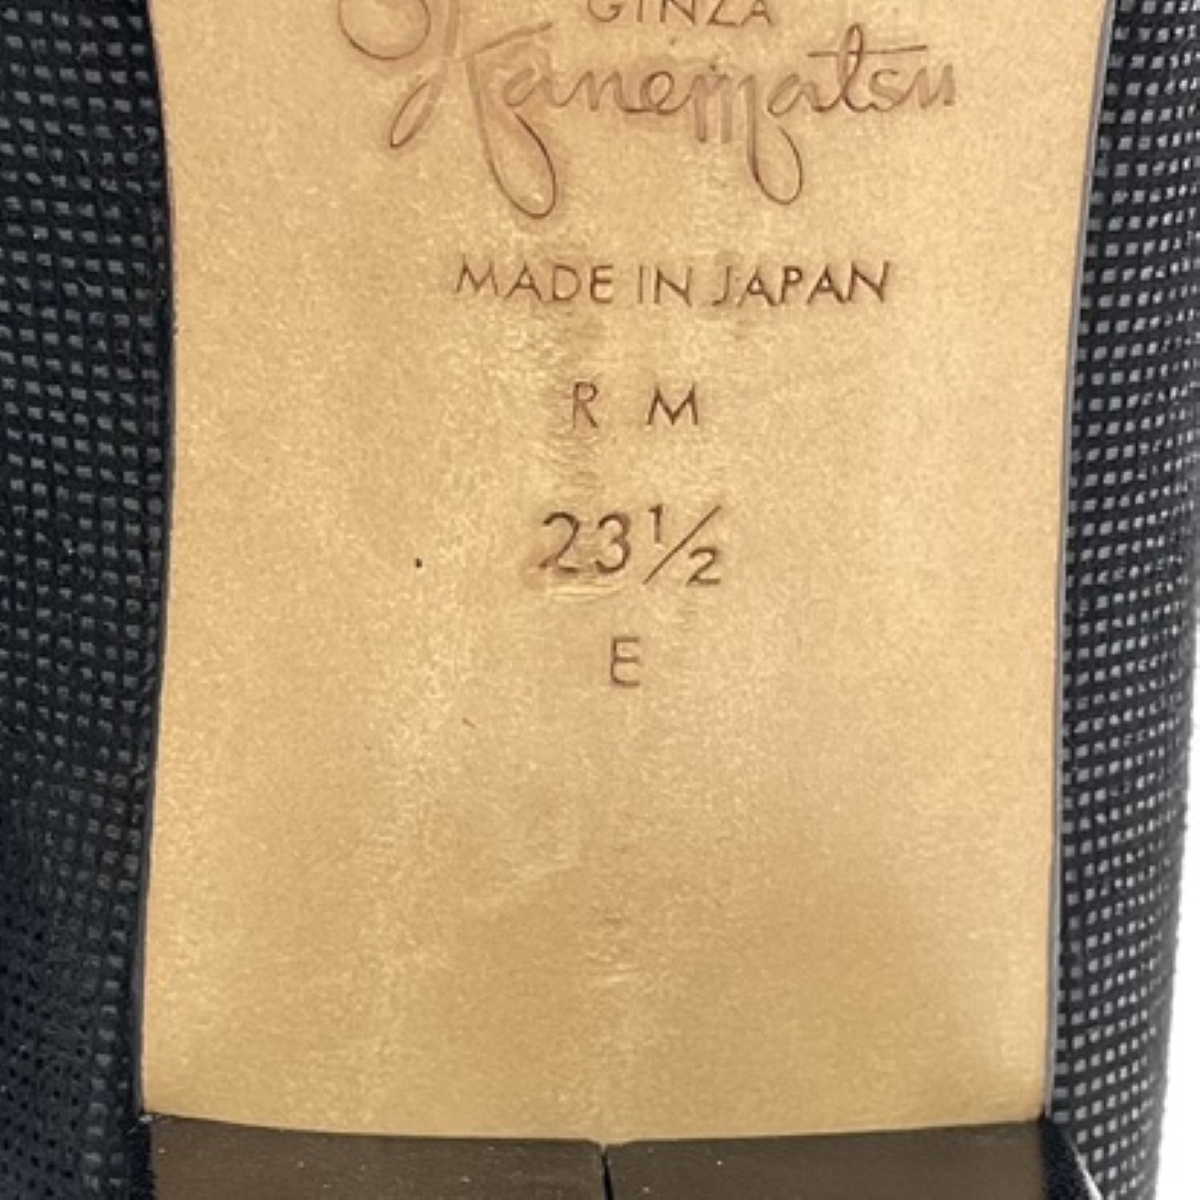 GINZA
Kanematsu
MADE IN JAPAN
R M
23½
E